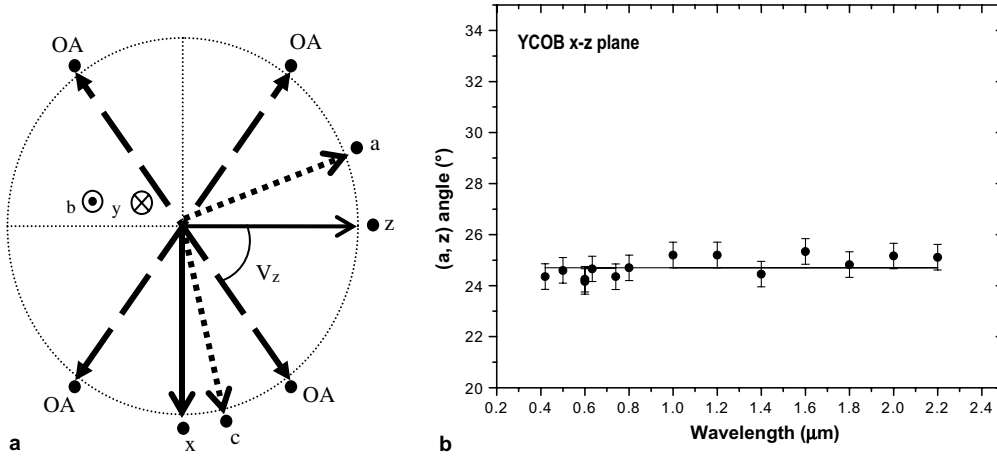 OA
OA
a
b
y
z
V_z
OA
OA
x
c
a
YCOB x-z plane
(a, z) angle (°)
34
32
30
28
26
24
22
20
0.2 0.4 0.6 0.8 1.0 1.2 1.4 1.6 1.8 2.0 2.2 2.4
Wavelength (μm)
b